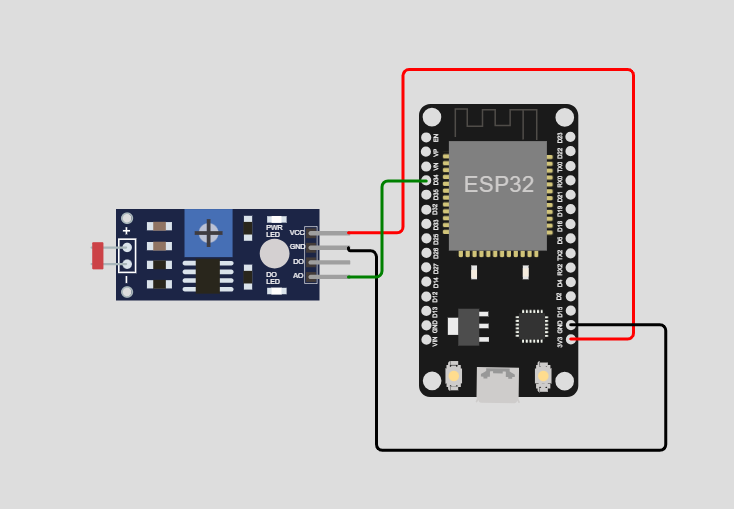 +
PWR
LED
VCC
GND
DO
AO
DO
LED
−
ESP32
EN
VP
VN
D34
D35
D32
D33
D25
D26
D27
D14
D12
D13
GND
VIN
D23
D22
TX0
RX0
D21
D19
D18
D5
TX2
RX2
D4
D2
D15
GND
3V3